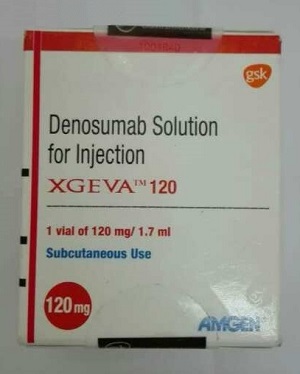 gsk
Denosumab Solution
for Injection
XGEVA™ 120
1 vial of 120 mg/ 1.7 ml
Subcutaneous Use
120 mg
AMGEN